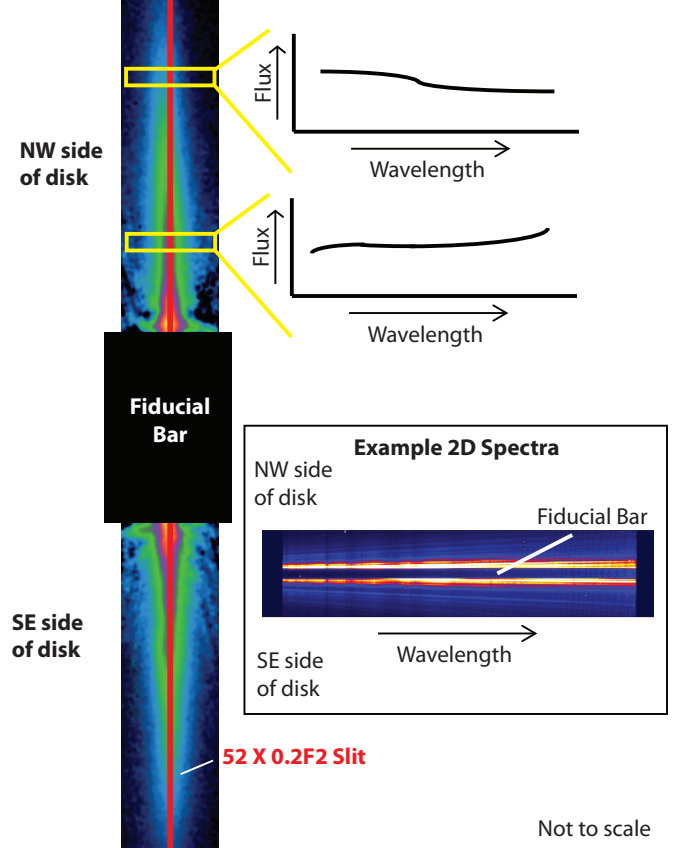 Flux
Wavelength
NW side
of disk
Flux
Wavelength
Fiducial
Bar
Example 2D Spectra
NW side
of disk
Fiducial Bar
Wavelength
SE side
of disk
SE side
of disk
52 X 0.2F2 Slit
Not to scale